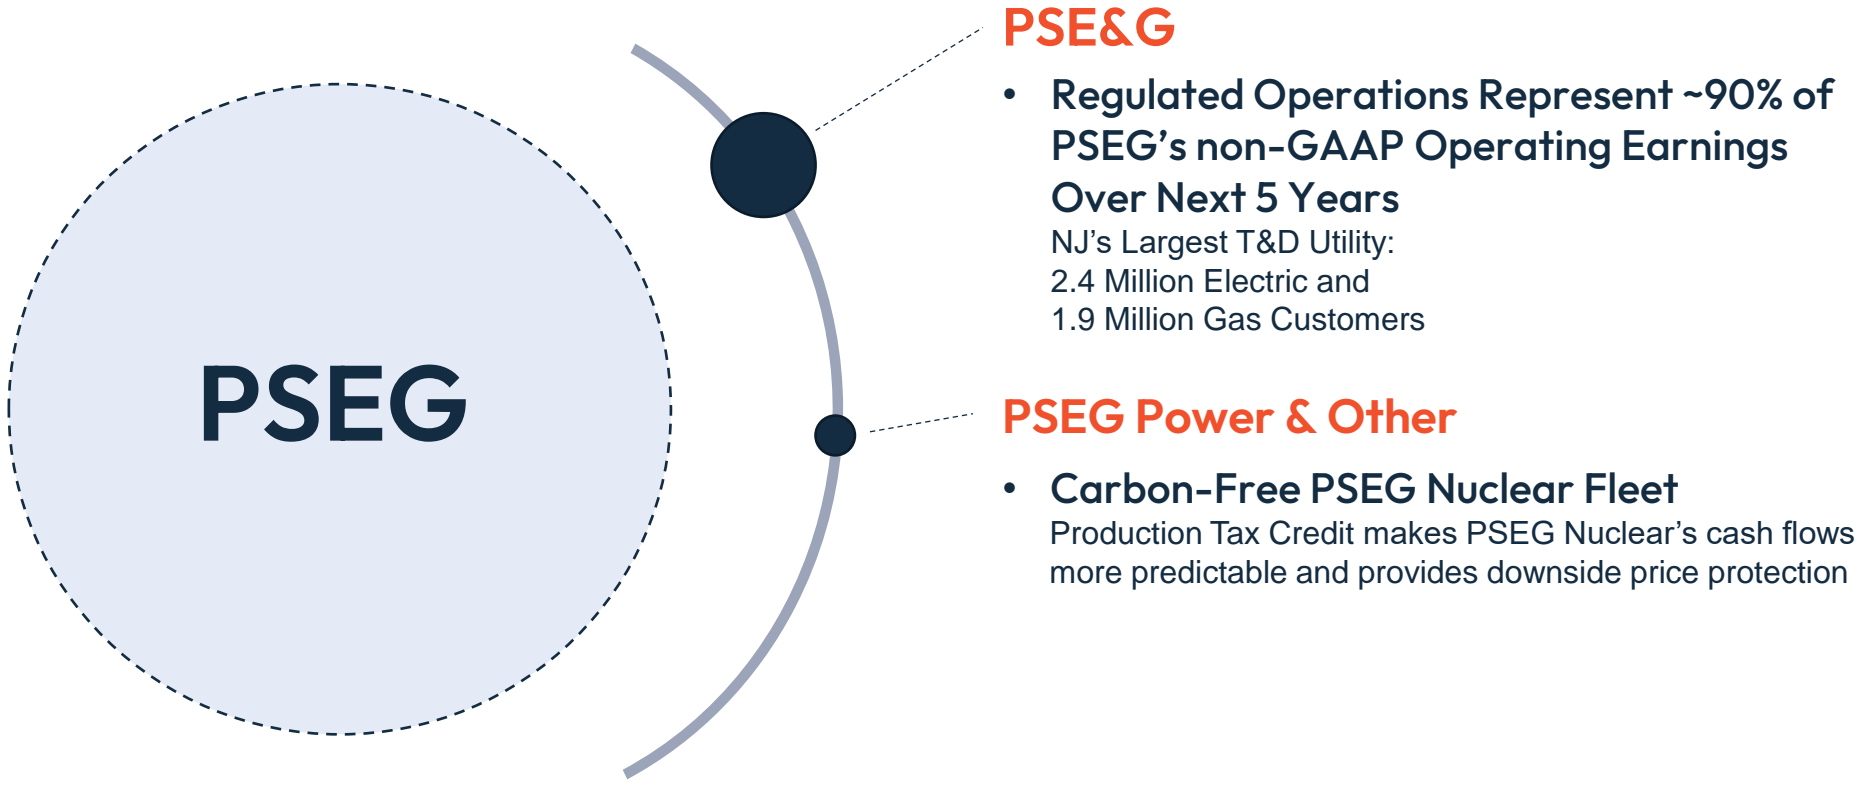 PSEG
PSE&G
• Regulated Operations Represent ~90% of
PSEG’s non-GAAP Operating Earnings
Over Next 5 Years
NJ’s Largest T&D Utility:
2.4 Million Electric and
1.9 Million Gas Customers
PSEG Power & Other
• Carbon-Free PSEG Nuclear Fleet
Production Tax Credit makes PSEG Nuclear’s cash flows
more predictable and provides downside price protection